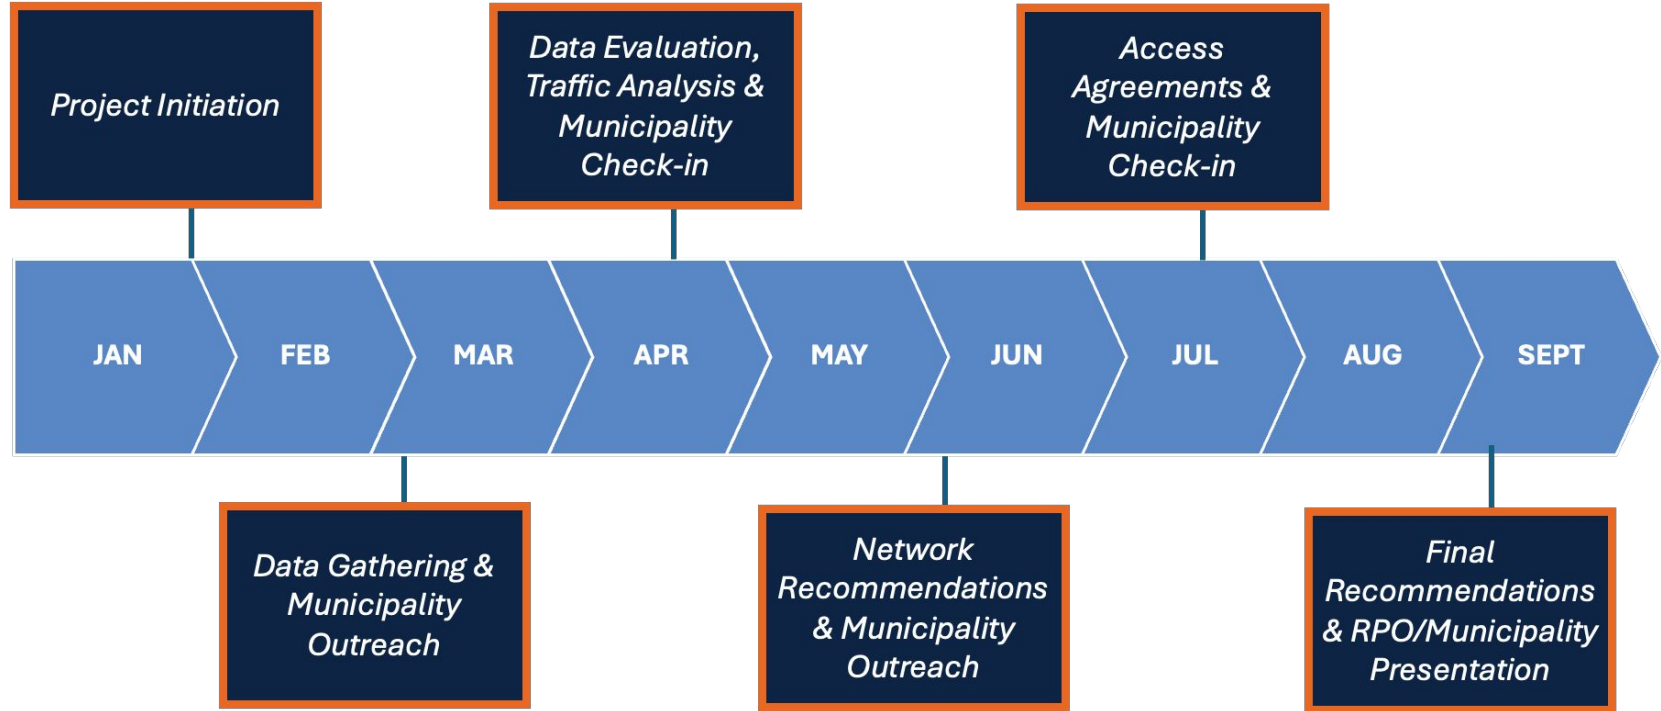 Project Initiation
Data Evaluation,
Traffic Analysis &
Municipality
Check-in
Access
Agreements &
Municipality
Check-in
JAN
FEB
MAR
APR
MAY
JUN
JUL
AUG
SEPT
Data Gathering &
Municipality
Outreach
Network
Recommendations
& Municipality
Outreach
Final
Recommendations
& RPO/Municipality
Presentation